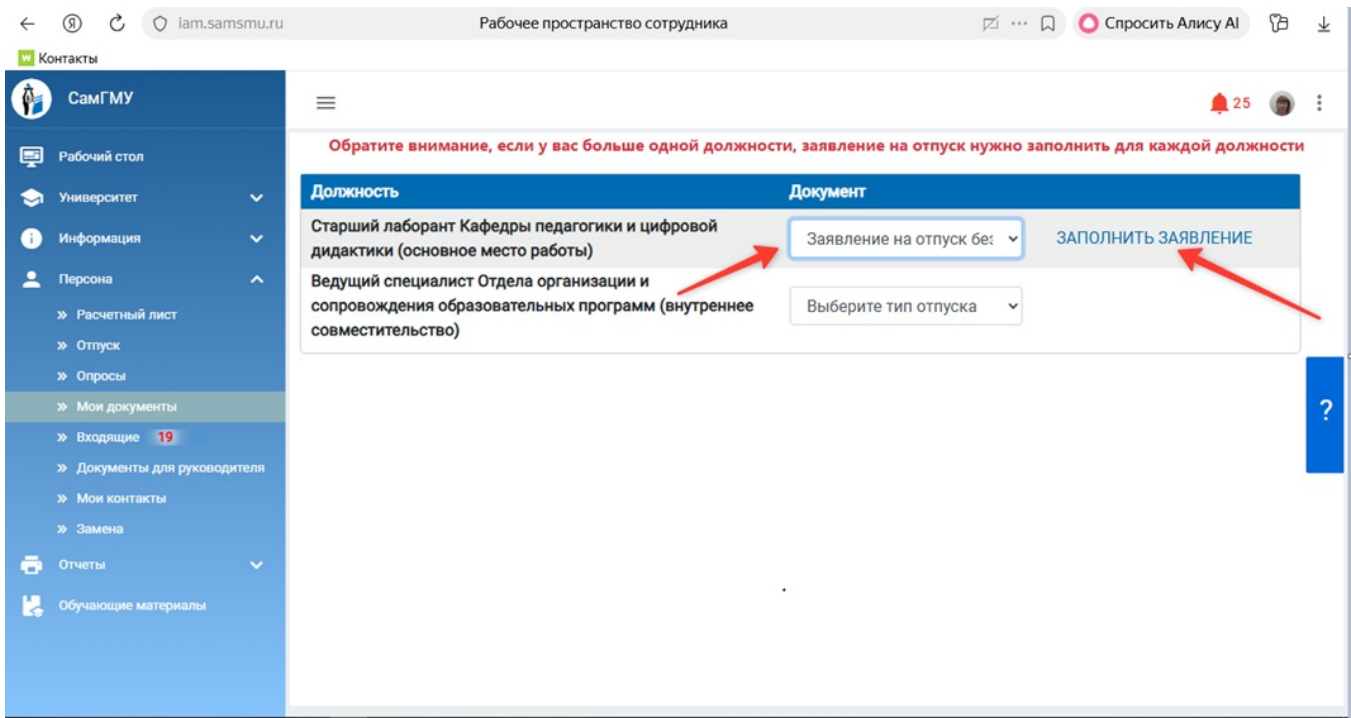 iam.samsmu.ru
Рабочее пространство сотрудника
Спросить Алису AI
Контакты
СамГМУ
25
Обратите внимание, если у вас больше одной должности, заявление на отпуск нужно заполнить для каждой должности
Рабочий стол
Университет
Информация
Персона
Расчетный лист
Отпуск
Опросы
Мои документы
Входящие 19
Документы для руководителя
Мои контакты
Замена
Отчеты
Обучающие материалы
Должность Документ
Старший лаборант Кафедры педагогики и цифровой
дидактики (основное место работы)
Заявление на отпуск без
ЗАПОЛНИТЬ ЗАЯВЛЕНИЕ
Ведущий специалист Отдела организации и
сопровождения образовательных программ (внутреннее
совместительство)
Выберите тип отпуска
?